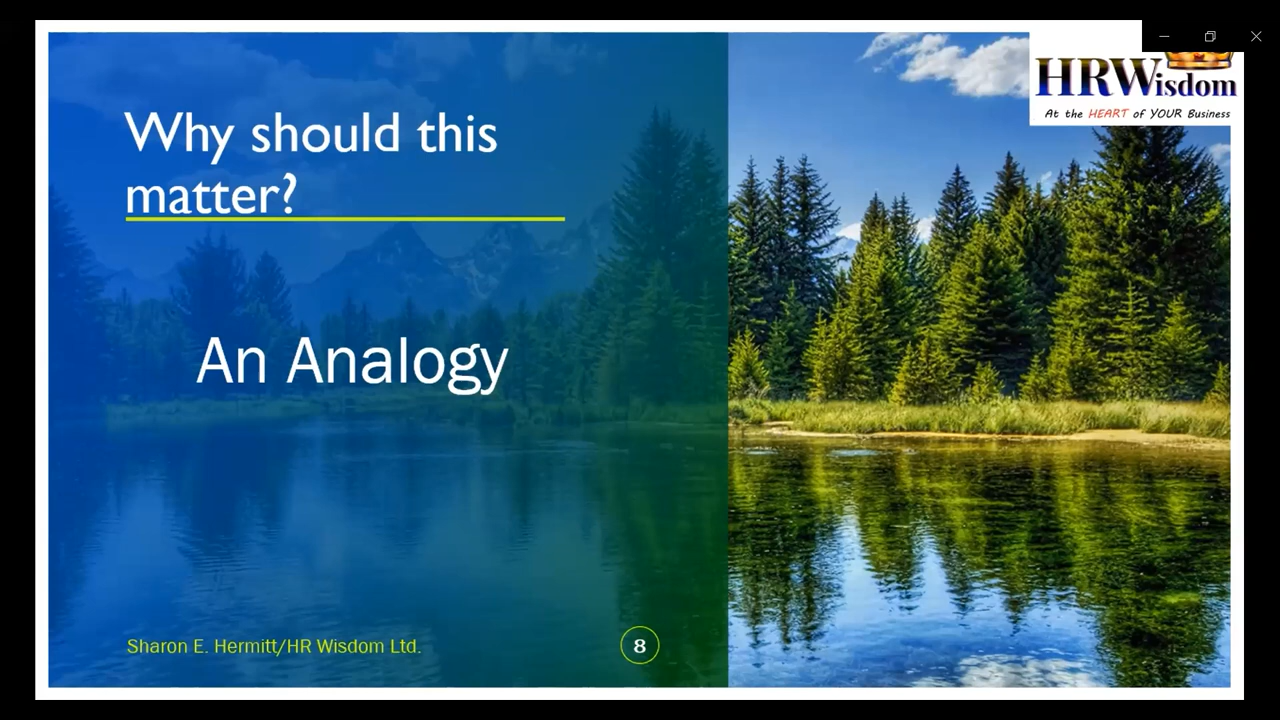 HRWisdom
At the HEART of YOUR Business
Why should this
matter?
An Analogy
Sharon E. Hermitt/HR Wisdom Ltd.
8